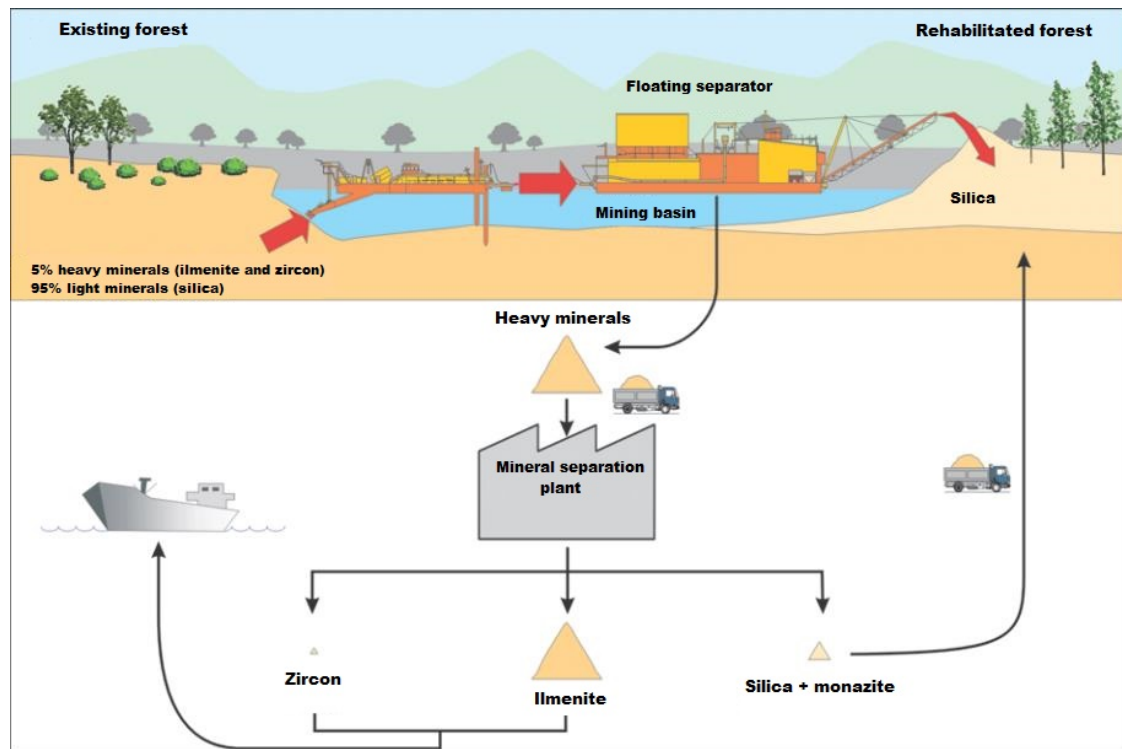 Existing forest
Rehabilitated forest
Floating separator
Mining basin
Silica
5% heavy minerals (ilmenite and zircon)
95% light minerals (silica)
Heavy minerals
Mineral separation
plant
Zircon
Ilmenite
Silica + monazite